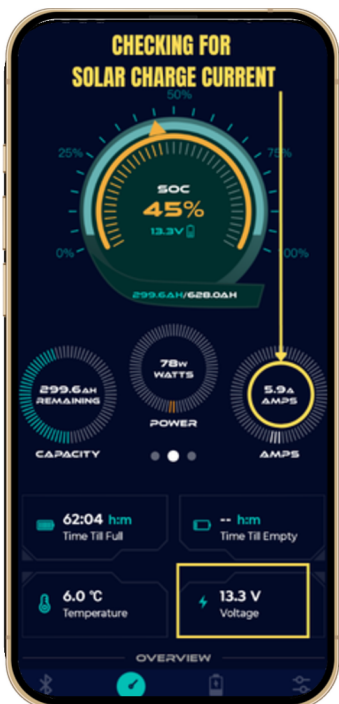 CHECKING FOR
SOLAR CHARGE CURRENT
50%
25%
75%
SOC
45%
13.3V
0%
100%
299.6AH/628.0AH
78W
WATTS
299.6AH
REMAINING
5.9A
AMPS
POWER
CAPACITY
AMPS
62:04 h:m
Time Till Full
-- h:m
Time Till Empty
6.0 °C
Temperature
13.3 V
Voltage
OVERVIEW